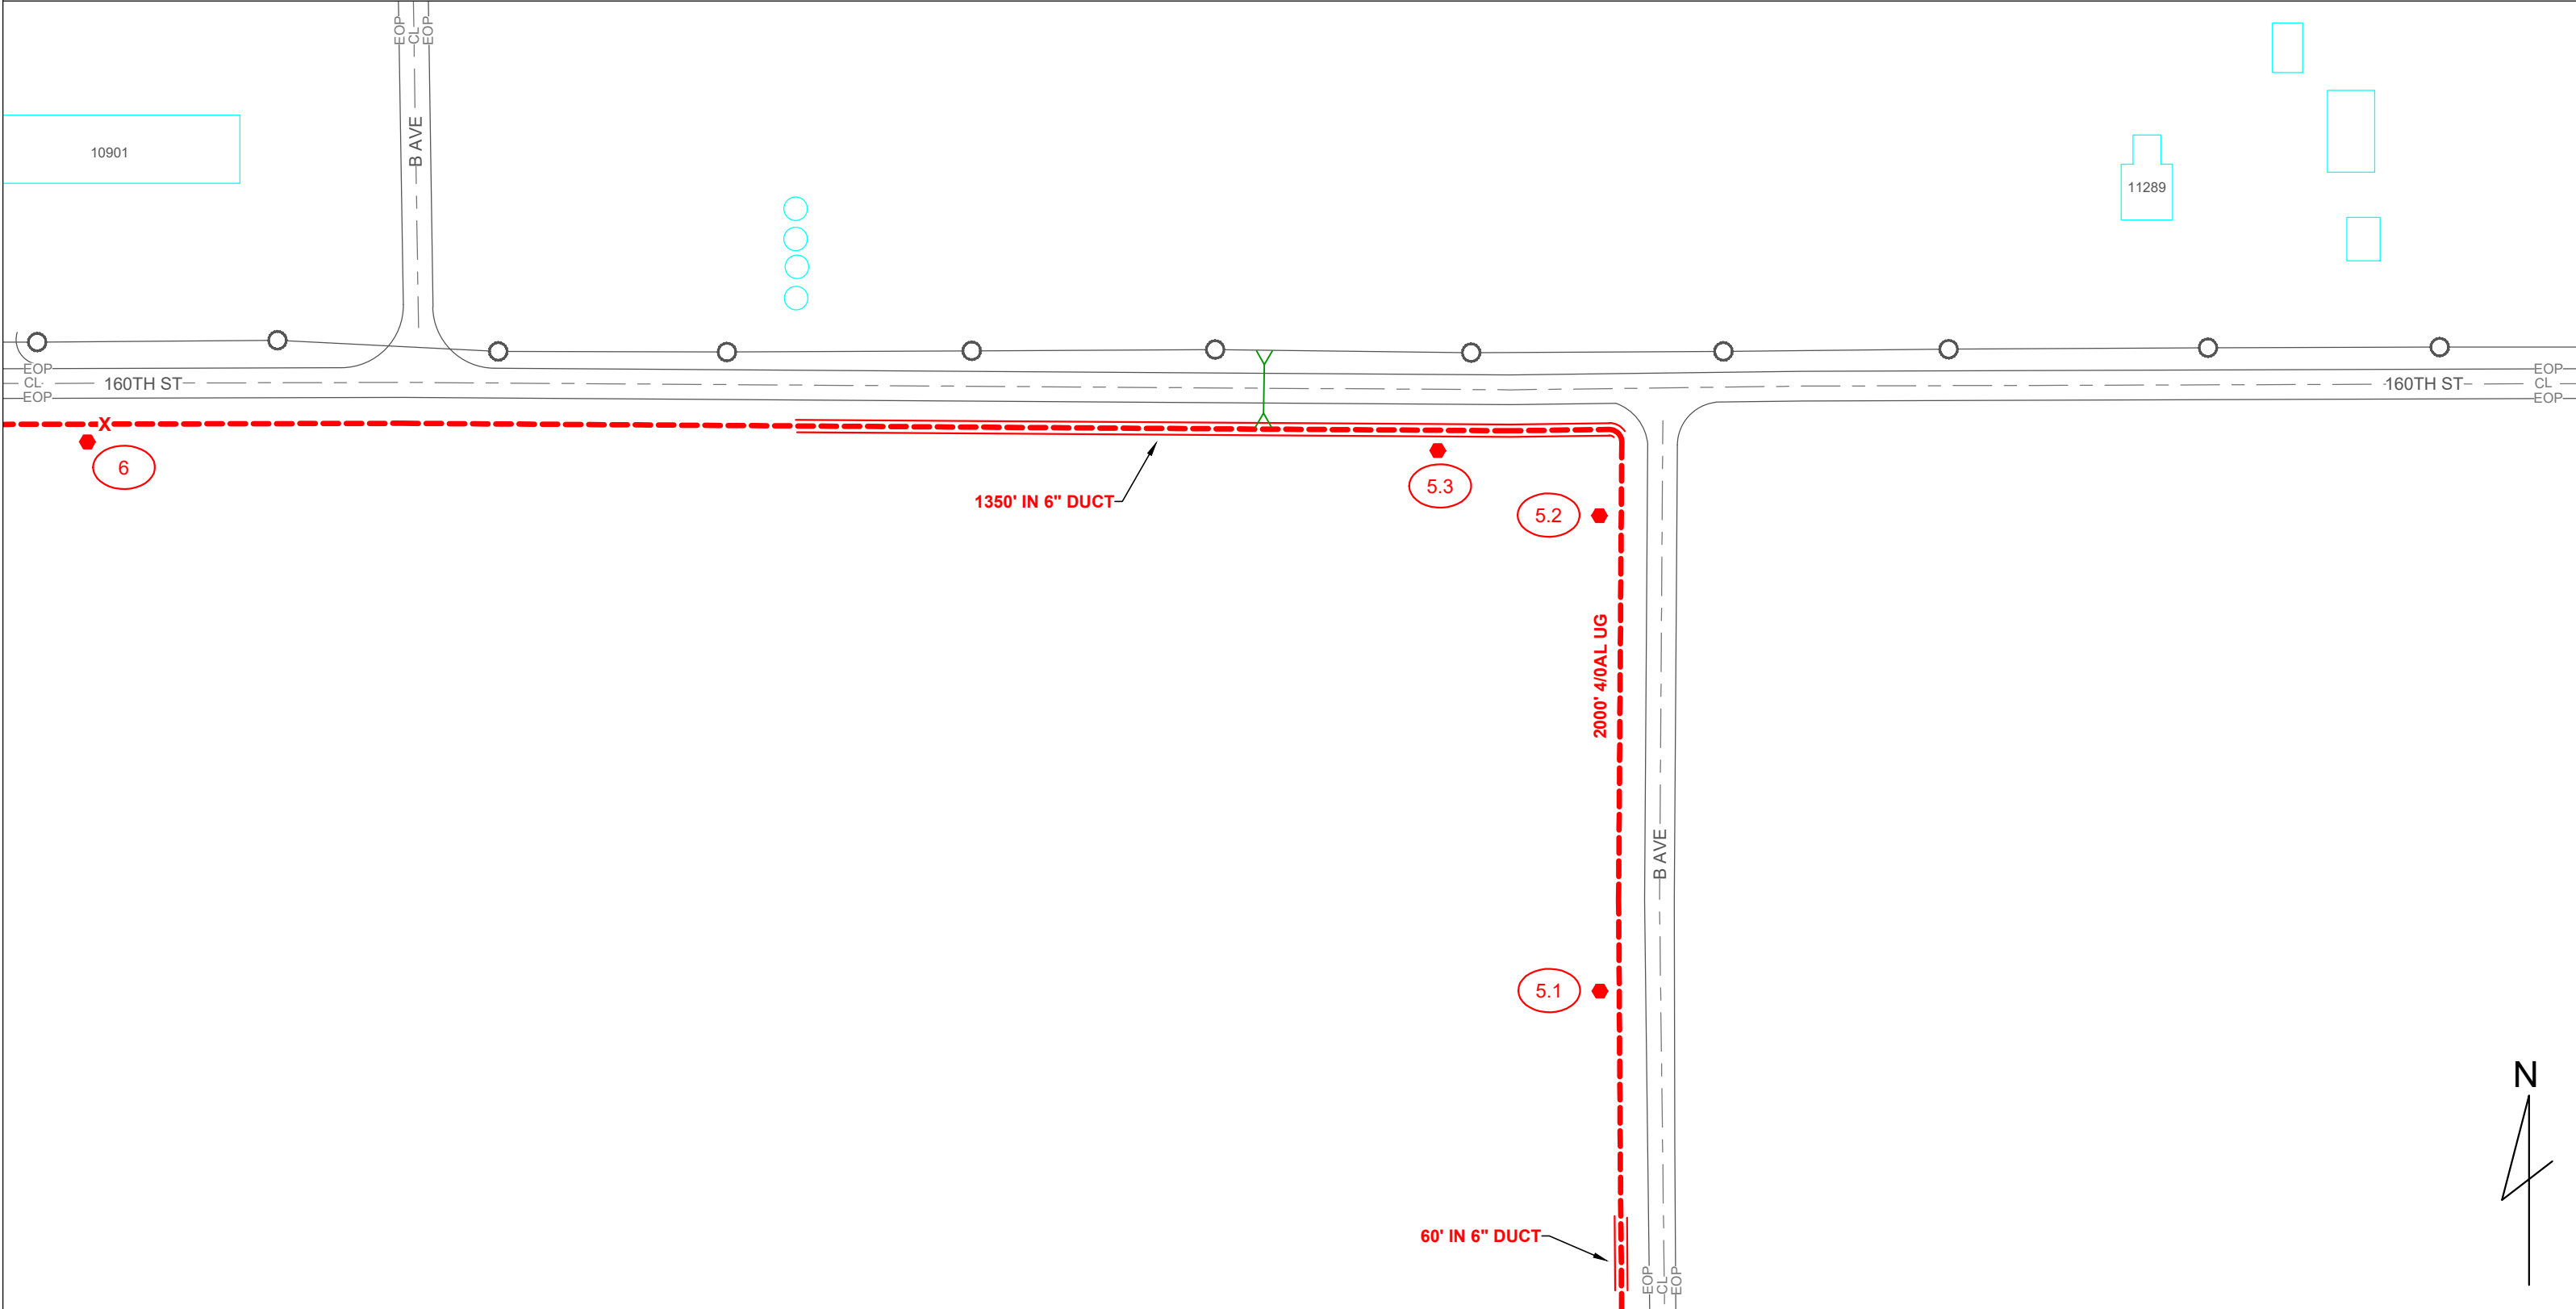 EOP
CL
EOP
B AVE
10901
11289
EOP
CL
EOP
160TH ST
160TH ST
EOP
CL
EOP
X
6
1350' IN 6" DUCT
5.3
5.2
2000' 4/0AL UG
B AVE
5.1
N
60' IN 6" DUCT
EOP
CL
EOP